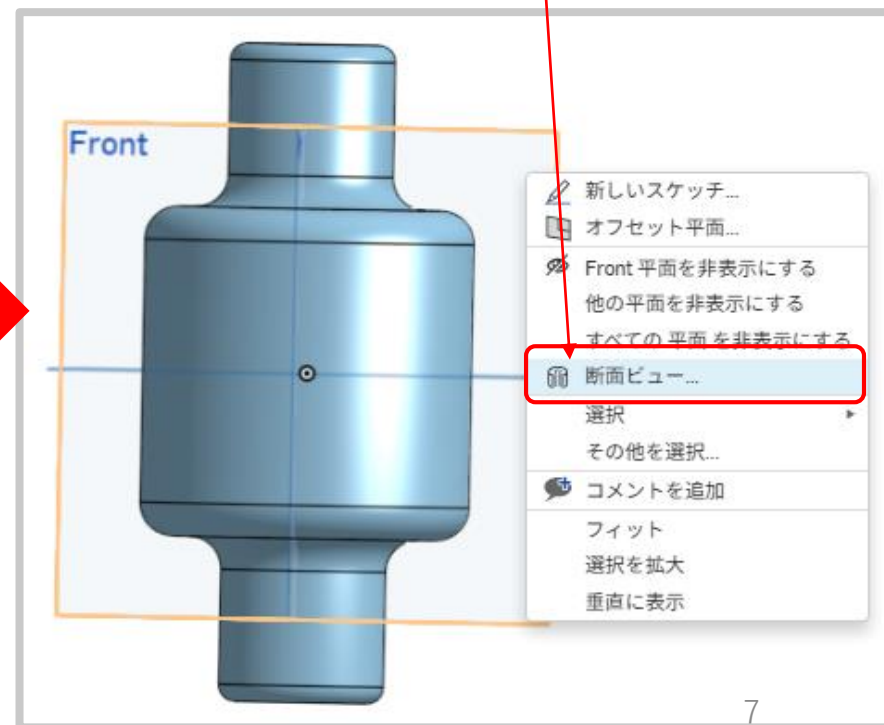 Front
新しいスケッチ...
オフセット平面...
Front 平面を非表示にする
他の平面を非表示にする
すべての 平面 を非表示にする
断面ビュー...
選択
その他を選択...
コメントを追加
フィット
選択を拡大
垂直に表示
7